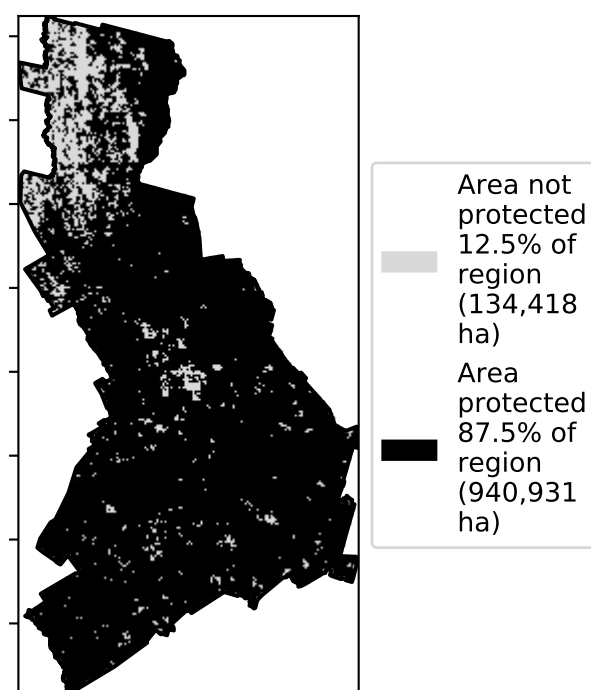 Area not
protected
12.5% of
region
(134,418
ha)
Area
protected
87.5% of
region
(940,931
ha)